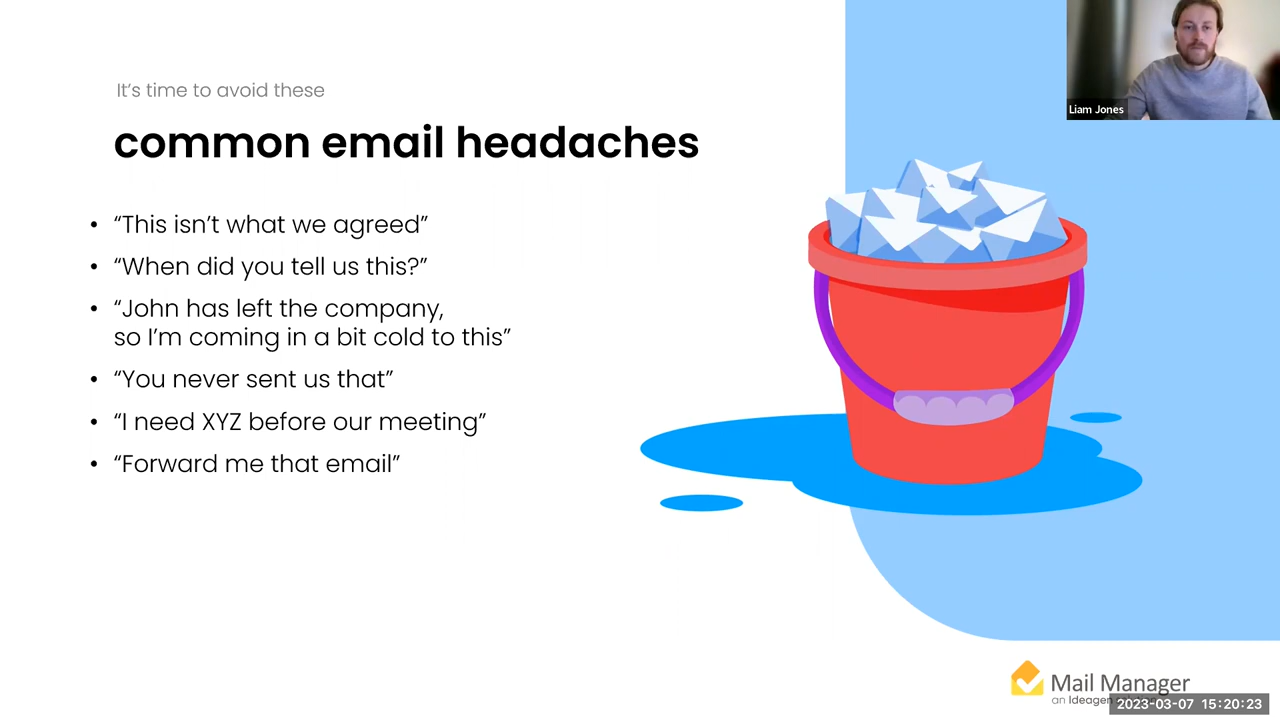 Liam Jones
It’s time to avoid these
common email headaches
• “This isn’t what we agreed”
• “When did you tell us this?”
• “John has left the company,
so I’m coming in a bit cold to this”
• “You never sent us that”
• “I need XYZ before our meeting”
• “Forward me that email”
Mail Manager
an Ideagen
2023-03-07 15:20:23